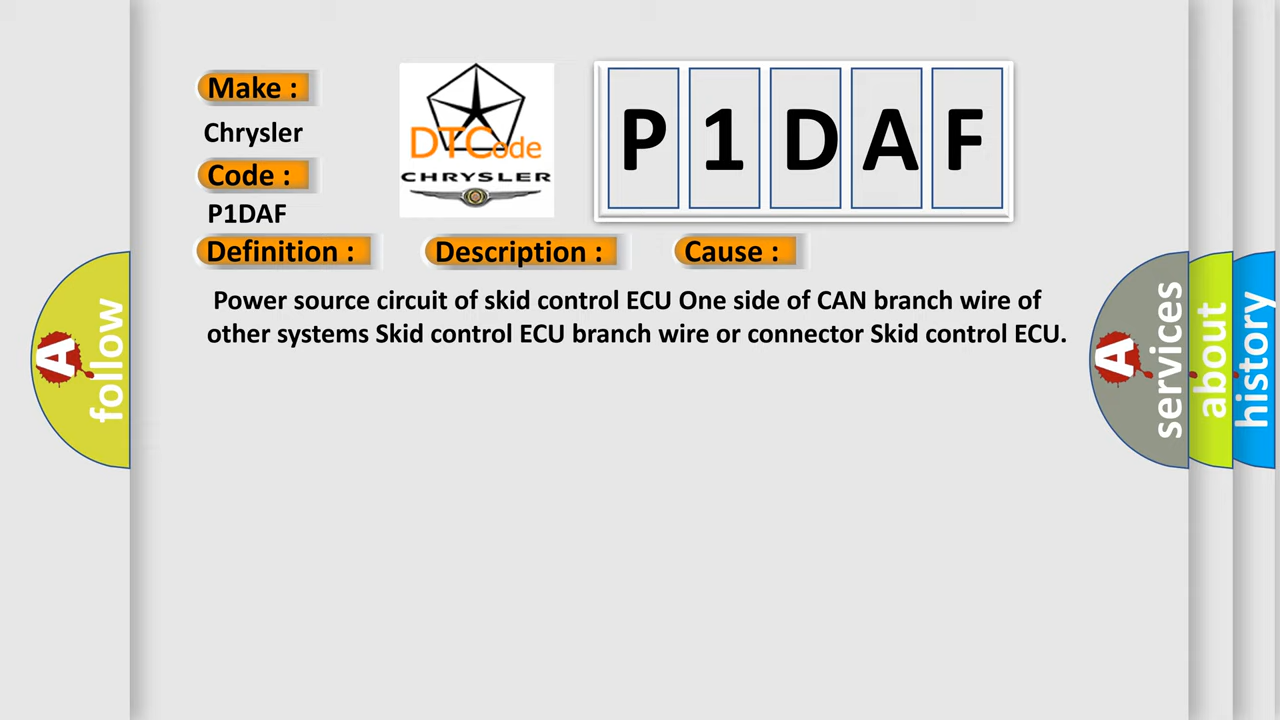 Make :
Chrysler
Code :
P1DAF
DTCode
CHRYSLER
P 1 D A F
Definition :
Description :
Cause :
Power source circuit of skid control ECU One side of CAN branch wire of
other systems Skid control ECU branch wire or connector Skid control ECU.
A follow
A services
about
history